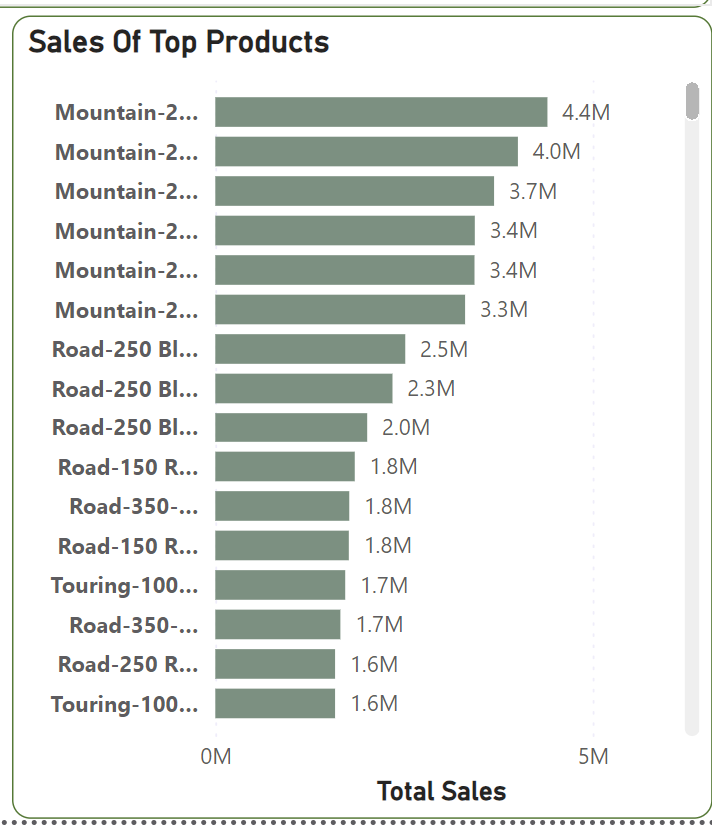 Sales Of Top Products
Mountain-2... 4.4M
Mountain-2... 4.0M
Mountain-2... 3.7M
Mountain-2... 3.4M
Mountain-2... 3.4M
Mountain-2... 3.3M
Road-250 Bl... 2.5M
Road-250 Bl... 2.3M
Road-250 Bl... 2.0M
Road-150 R... 1.8M
Road-350-... 1.8M
Road-150 R... 1.8M
Touring-100... 1.7M
Road-350-... 1.7M
Road-250 R... 1.6M
Touring-100... 1.6M
0M 5M
Total Sales